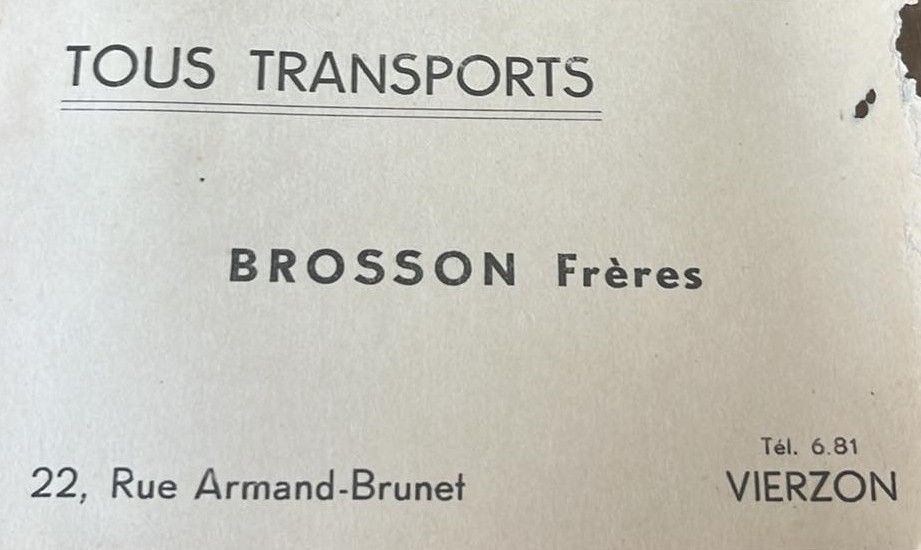 TOUS TRANSPORTS
BROSSON Frères
22, Rue Armand-Brunet
Tél. 6.81
VIERZON